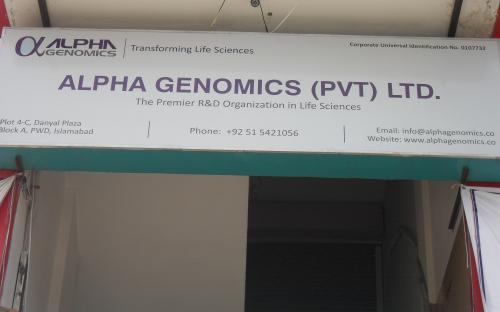 ALPHA GENOMICS
Transforming Life Sciences
Corporate Universal Identification No. 0107733
ALPHA GENOMICS (PVT) LTD.
The Premier R&D Organization in Life Sciences
Plot 4-C, Danyal Plaza
Block A, PWD, Islamabad
Phone: +92 51 5421056
Email: info@alphagenomics.co
Website: www.alphagenomics.co